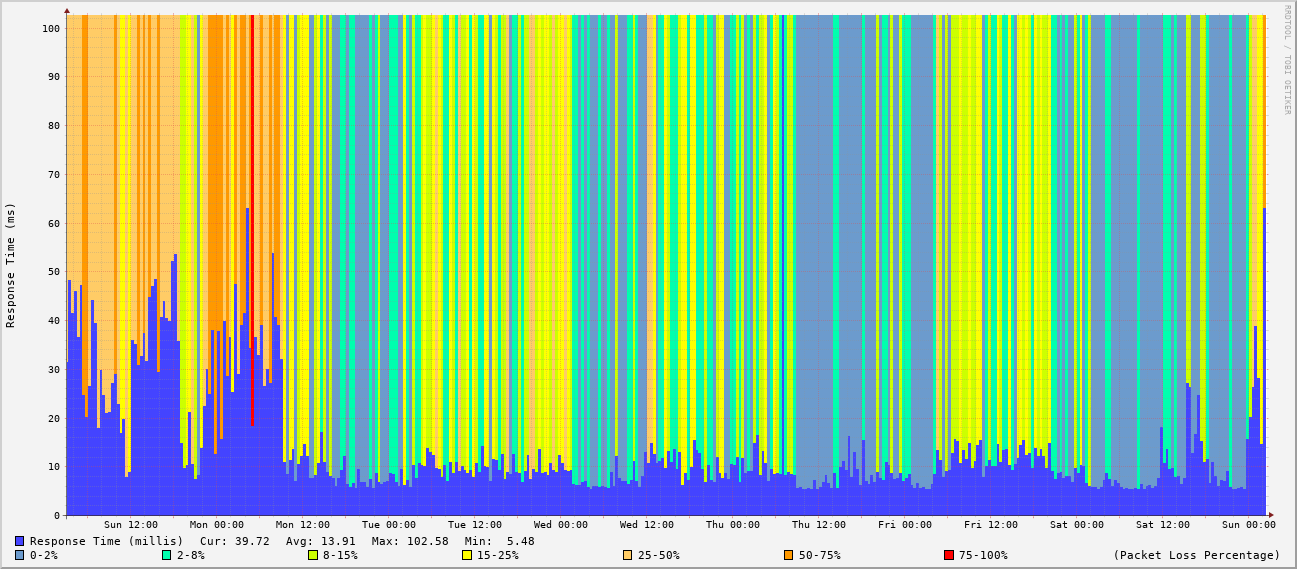 100
90
80
70
60
50
40
30
20
10
0
Response Time (ms)
RRDTOOL / TOBI OETIKER
Sun 12:00 Mon 00:00 Mon 12:00 Tue 00:00 Tue 12:00 Wed 00:00 Wed 12:00 Thu 00:00 Thu 12:00 Fri 00:00 Fri 12:00 Sat 00:00 Sat 12:00 Sun 00:00
Response Time (millis) Cur: 39.72 Avg: 13.91 Max: 102.58 Min: 5.48
0-2% 2-8% 8-15% 15-25% 25-50% 50-75% 75-100% (Packet Loss Percentage)